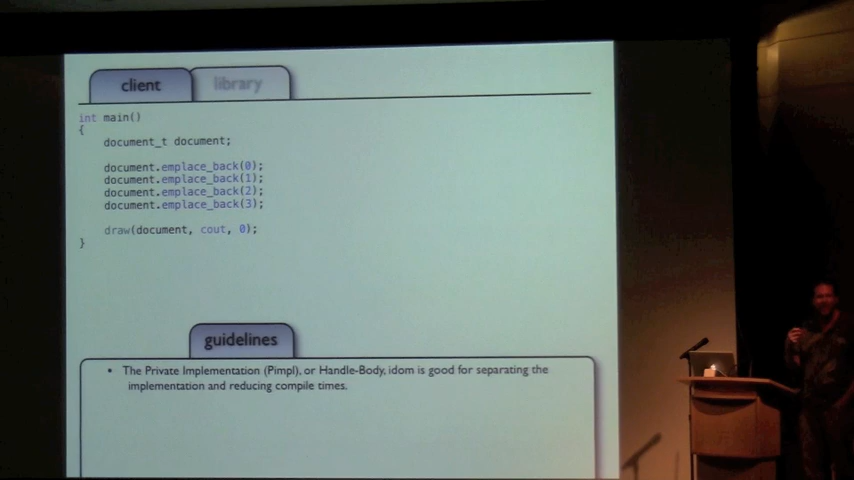 client library
int main()
{
document_t document;
document.emplace_back(0);
document.emplace_back(1);
document.emplace_back(2);
document.emplace_back(3);
draw(document, cout, 0);
}
guidelines
• The Private Implementation (Pimpl), or Handle-Body, idom is good for separating the
implementation and reducing compile times.